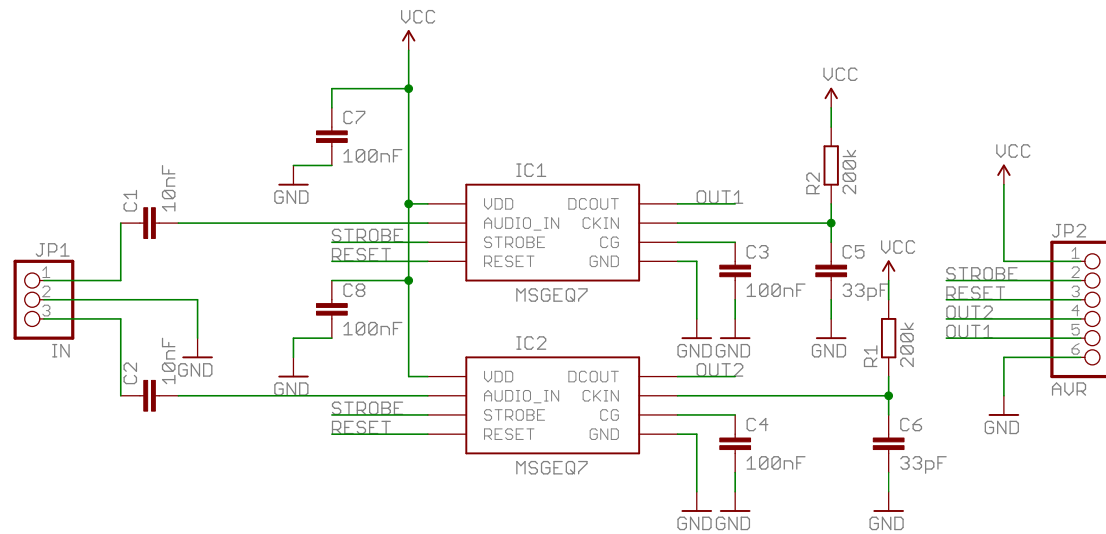 VCC
VCC
C7
100nF
GND
C1
10nF
IC1
VDD DCOUT
AUDIO_IN CKIN
STROBE CG
RESET GND
MSGEQ7
STROBE
RESET
OUT1
R2
200k
C3
100nF
C5
33pF
GND
GND
GND
VCC
R1
200k
JP1
1
2
3
IN
GND
C8
100nF
GND
C2
10nF
IC2
VDD DCOUT
AUDIO_IN CKIN
STROBE CG
RESET GND
MSGEQ7
STROBE
RESET
OUT2
C4
100nF
C6
33pF
GND
GND
GND
VCC
JP2
1
2
3
4
5
6
STROBE
RESET
OUT2
OUT1
AVR
GND